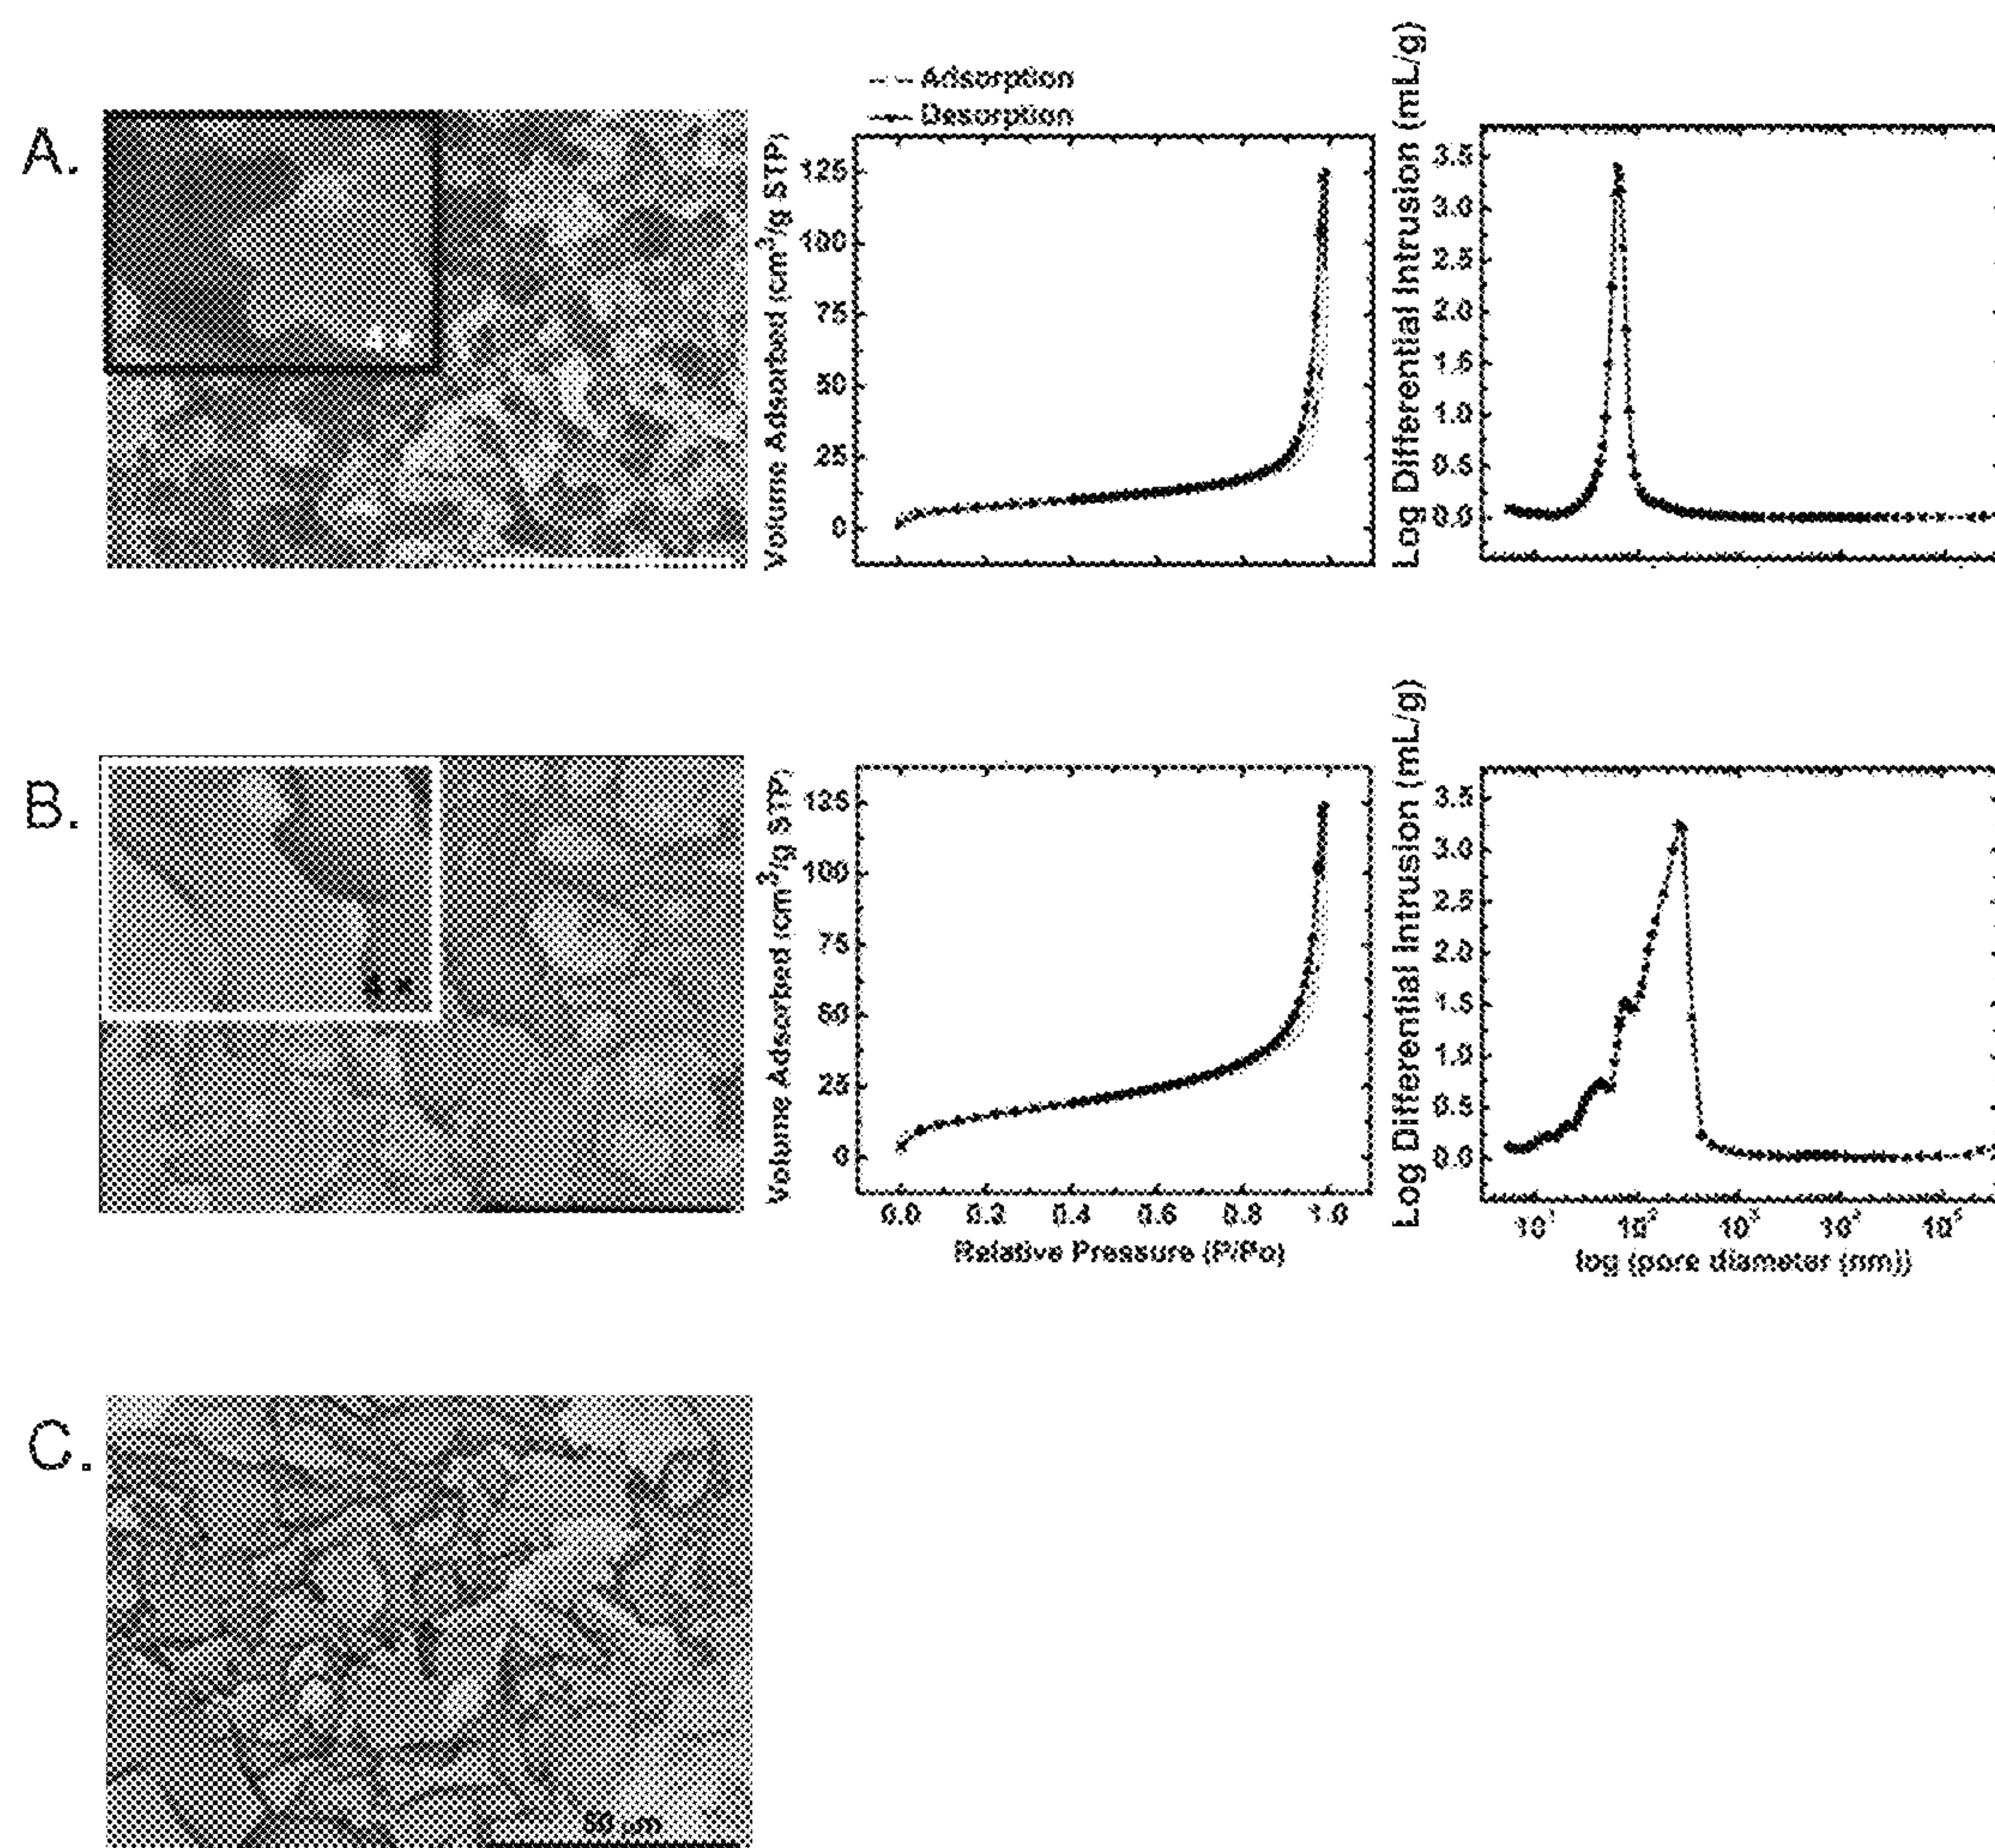 A.
4 ×
Adsorption
Desorption
Volume Adsorbed (cm³/g STP)
125
100
75
50
25
0
Log Differential Intrusion (mL/g)
3.5
3.0
2.5
2.0
1.5
1.0
0.5
0.0
B.
4 ×
Volume Adsorbed (cm³/g STP)
125
100
75
50
25
0
0.0 0.2 0.4 0.6 0.8 1.0
Relative Pressure (P/Po)
Log Differential Intrusion (mL/g)
3.5
3.0
2.5
2.0
1.5
1.0
0.5
0.0
10¹ 10² 10³ 10⁴ 10⁵
log (pore diameter (nm))
C.
50 μm